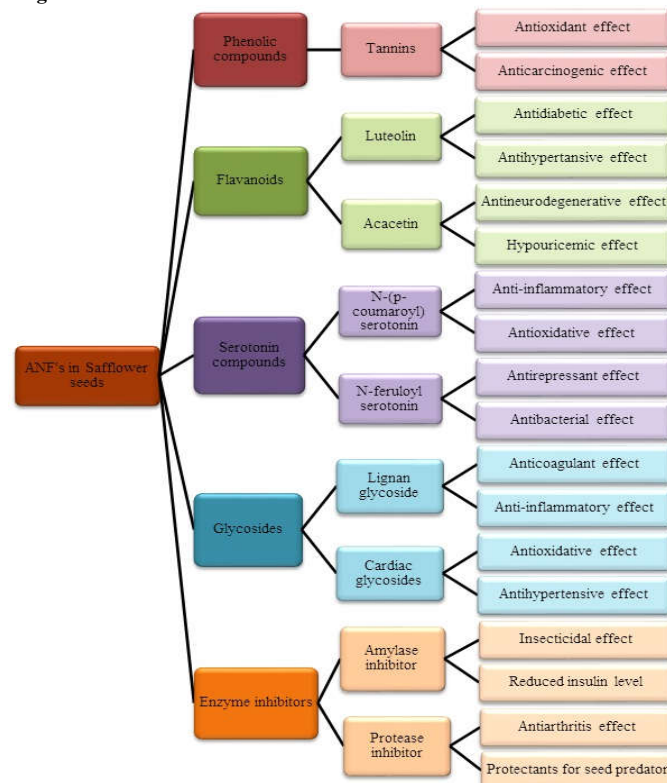 Phenolic
compounds
Tannins
Antioxidant effect
Anticarcinogenic effect
Flavanoids
Luteolin
Antidiabetic effect
Antihypertansive effect
Acacetin
Antineurodegenerative effect
Hypouricemic effect
ANF's in Safflower
seeds
Serotonin
compounds
N-(p-
coumaroyl)
serotonin
Anti-inflammatory effect
Antioxidative effect
N-feruloyl
serotonin
Antirepressant effect
Antibacterial effect
Glycosides
Lignan
glycoside
Anticoagulant effect
Anti-inflammatory effect
Cardiac
glycosides
Antioxidative effect
Antihypertensive effect
Enzyme inhibitors
Amylase
inhibitor
Insecticidal effect
Reduced insulin level
Protease
inhibitor
Antiarthritis effect
Protectants for seed predator